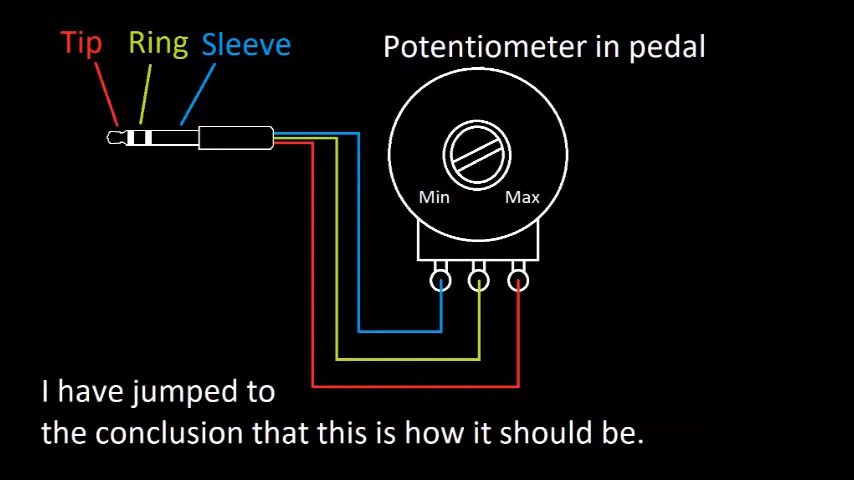 Tip Ring Sleeve
Potentiometer in pedal
Min Max
I have jumped to
the conclusion that this is how it should be.